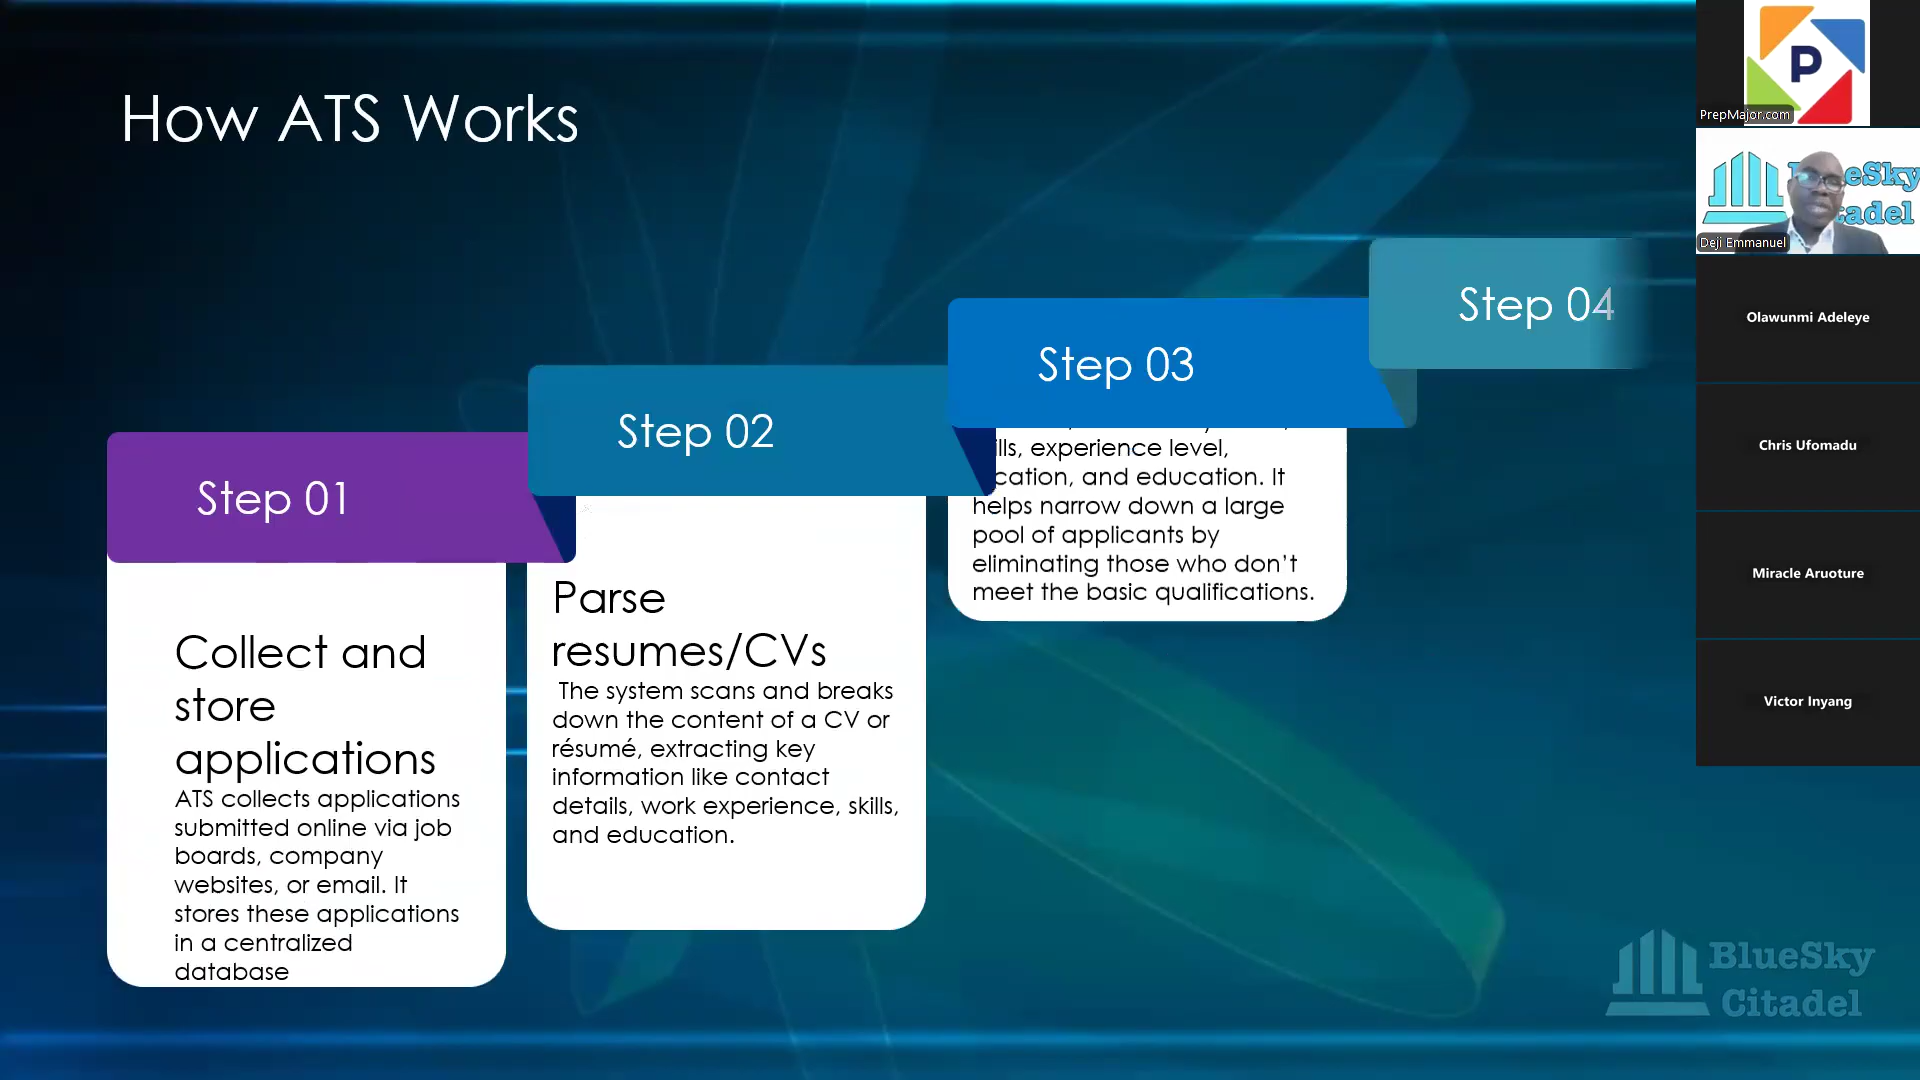 How ATS Works
Step 01
Collect and
store
applications
ATS collects applications
submitted online via job
boards, company
websites, or email. It
stores these applications
in a centralized
database
Step 02
Parse
resumes/CVs
The system scans and breaks
down the content of a CV or
résumé, extracting key
information like contact
details, work experience, skills,
and education.
Step 03
experience level,
and education. It
helps narrow down a large
pool of applicants by
eliminating those who don’t
meet the basic qualifications.
Step 04
P
PrepMajor.com
Deji Emmanuel
Olawunmi Adeleye
Chris Ufomadu
Miracle Aruoture
Victor Inyang
BlueSky
Citadel